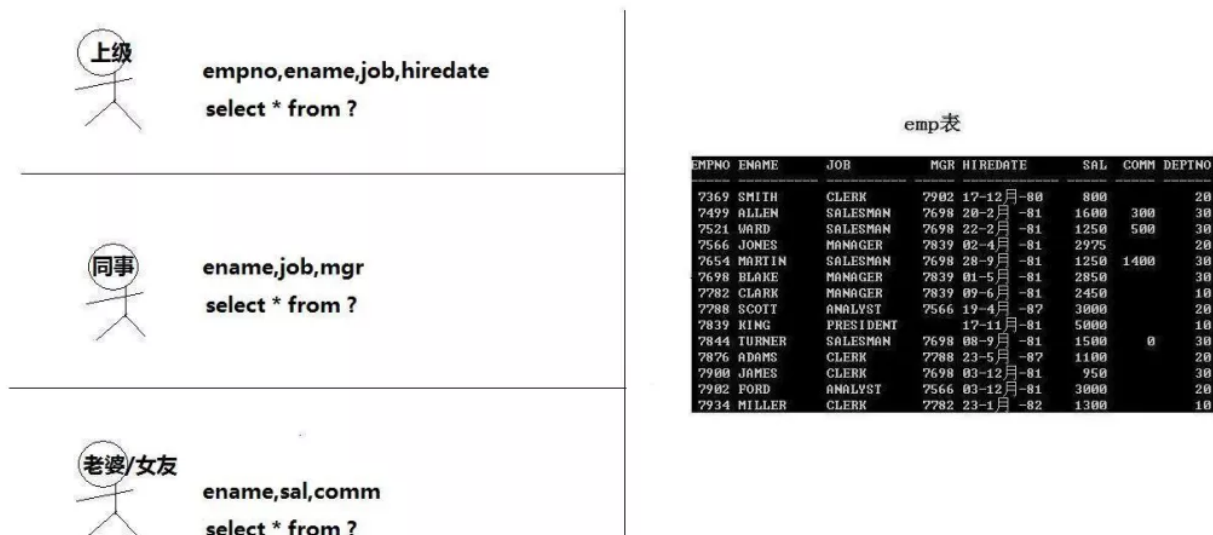 上级
empno,ename,job,hiredate
select * from ?
同事
ename,job,mgr
select * from ?
老婆/女友
ename,sal,comm
select * from ?
emp表
EMPNO ENAME JOB MGR HIREDATE SAL COMM DEPTNO
7369 SMITH CLERK 7902 17-12月-80 800 20
7499 ALLEN SALESMAN 7698 20-2月 -81 1600 300 30
7521 WARD SALESMAN 7698 22-2月 -81 1250 500 30
7566 JONES MANAGER 7839 02-4月 -81 2975 20
7654 MARTIN SALESMAN 7698 28-9月 -81 1250 1400 30
7698 BLAKE MANAGER 7839 01-5月 -81 2850 30
7782 CLARK MANAGER 7839 09-6月 -81 2450 10
7788 SCOTT ANALYST 7566 19-4月 -87 3000 20
7839 KING PRESIDENT 17-11月-81 5000 10
7844 TURNER SALESMAN 7698 08-9月 -81 1500 0 30
7876 ADAMS CLERK 7788 23-5月 -87 1100 20
7900 JAMES CLERK 7698 03-12月-81 950 30
7902 FORD ANALYST 7566 03-12月-81 3000 20
7934 MILLER CLERK 7782 23-1月 -82 1300 10